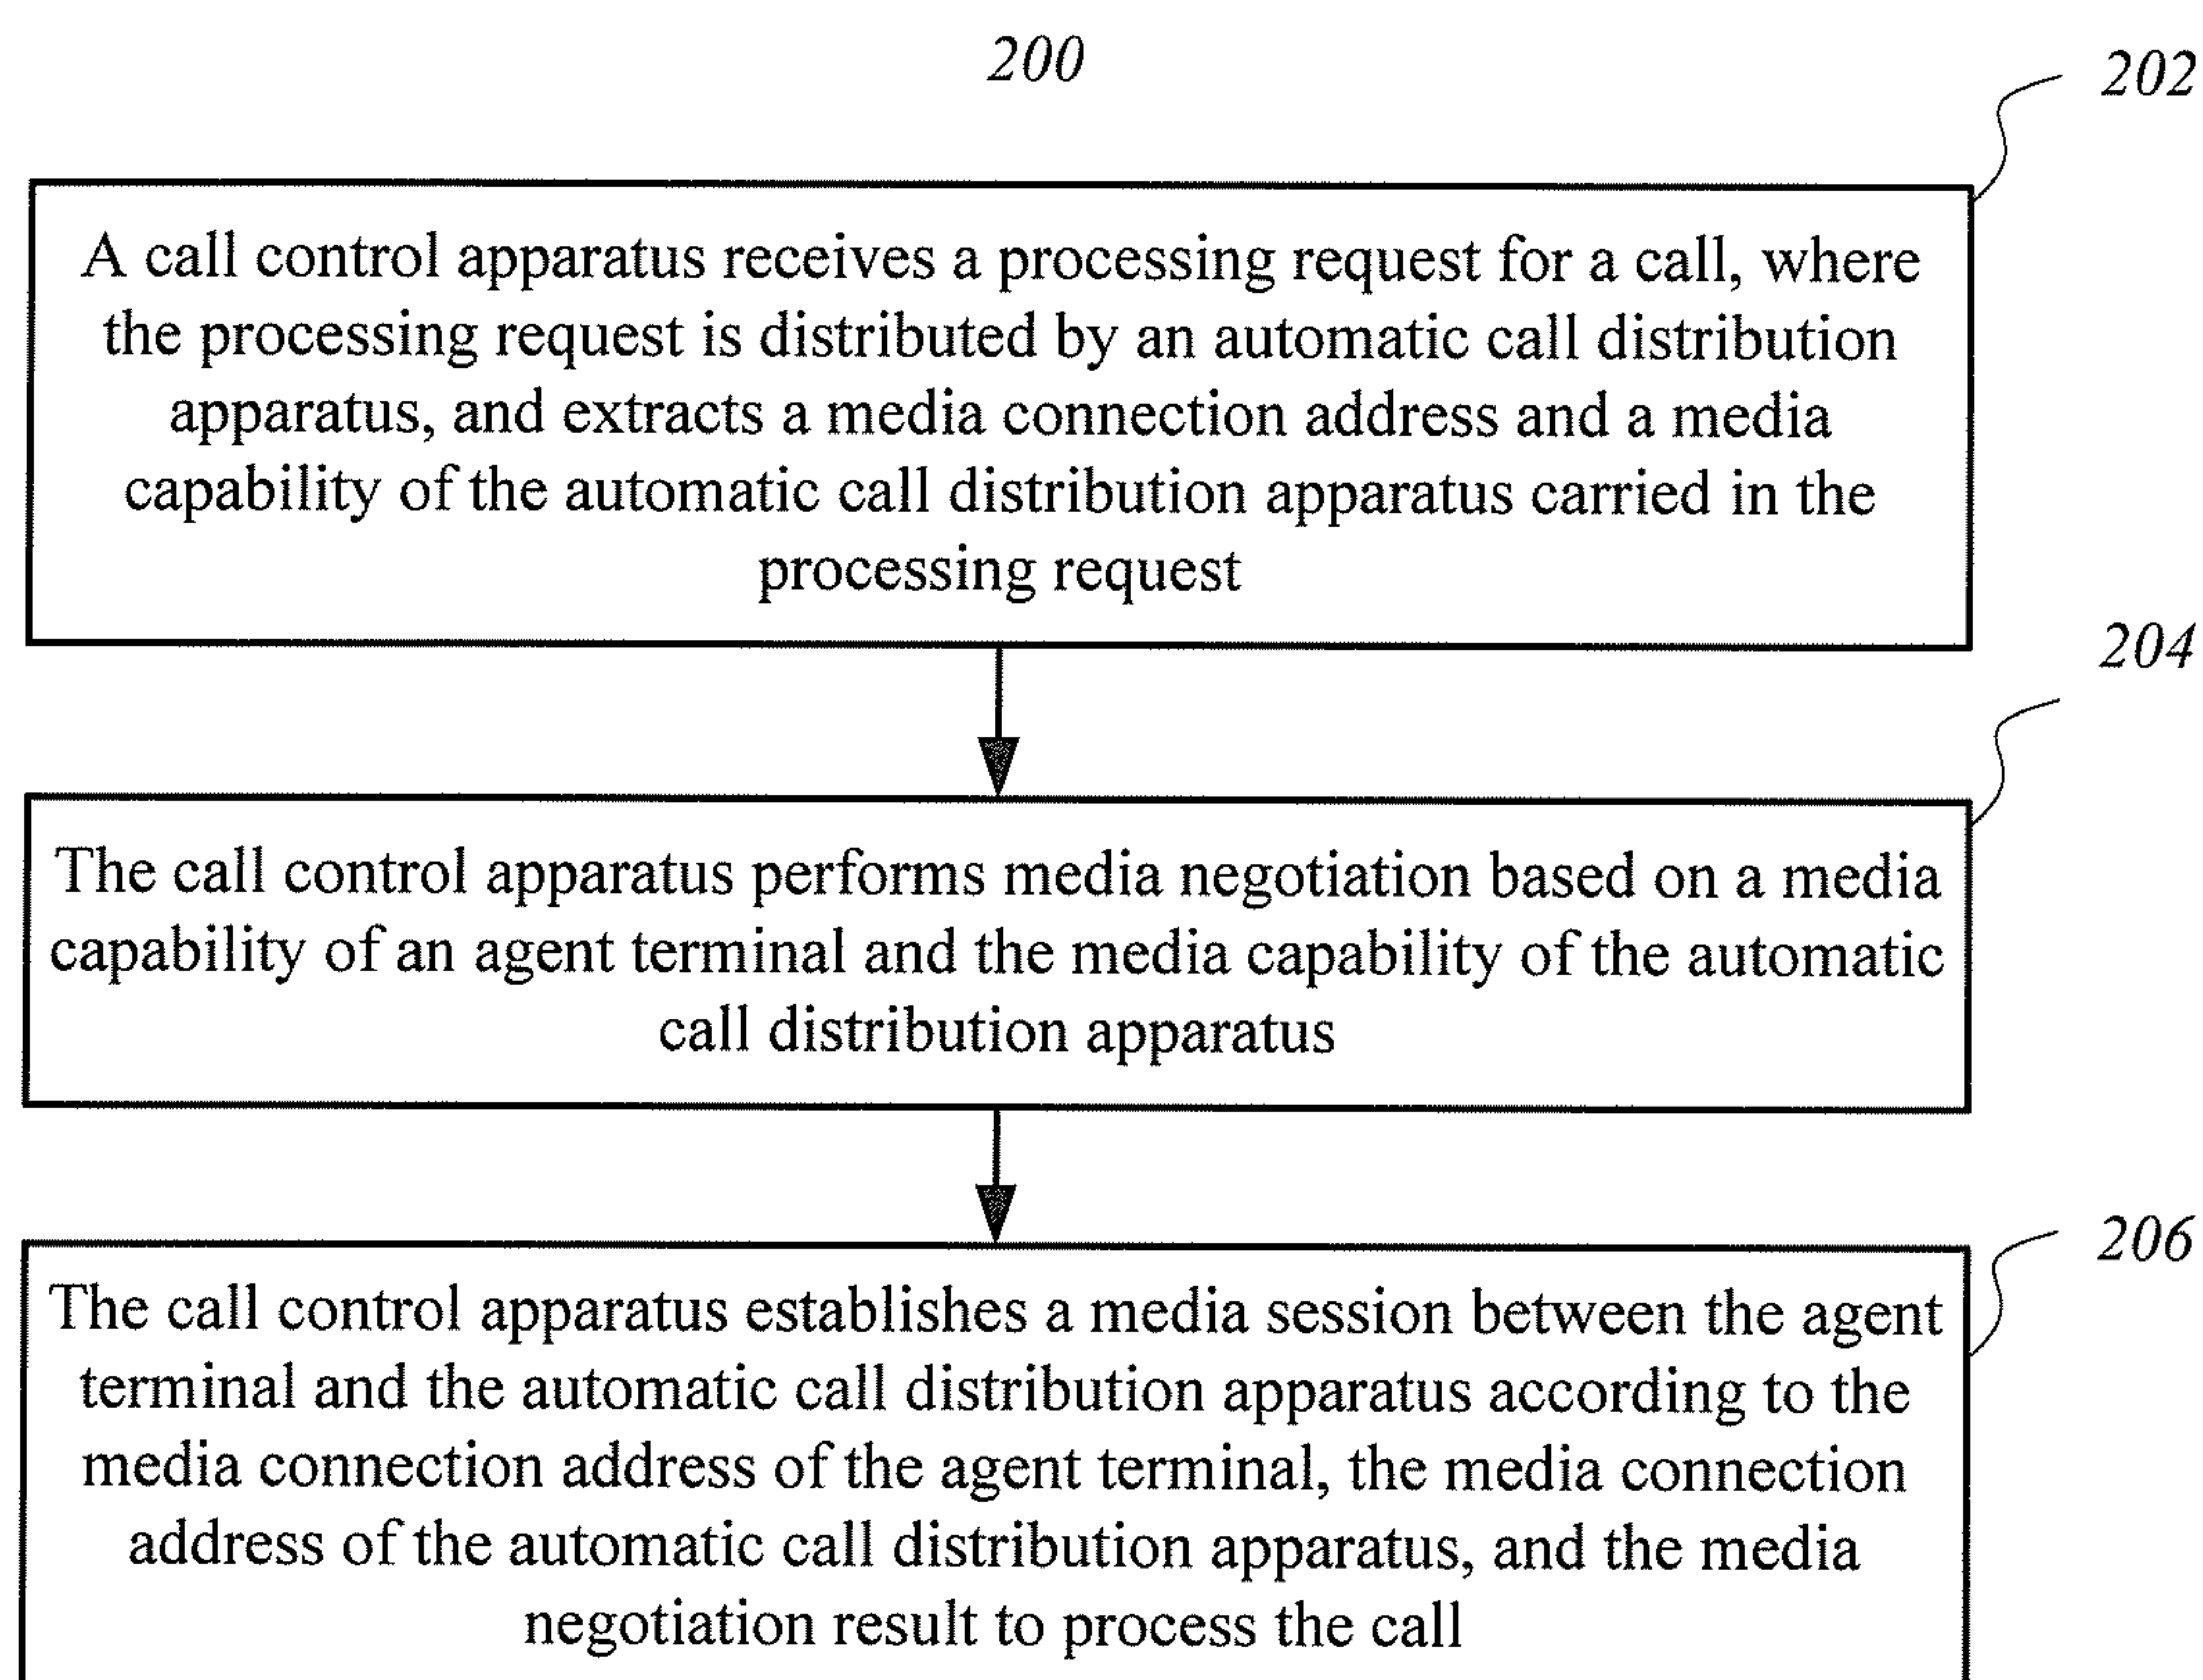 200
202
A call control apparatus receives a processing request for a call, where
the processing request is distributed by an automatic call distribution
apparatus, and extracts a media connection address and a media
capability of the automatic call distribution apparatus carried in the
processing request
204
The call control apparatus performs media negotiation based on a media
capability of an agent terminal and the media capability of the automatic
call distribution apparatus
206
The call control apparatus establishes a media session between the agent
terminal and the automatic call distribution apparatus according to the
media connection address of the agent terminal, the media connection
address of the automatic call distribution apparatus, and the media
negotiation result to process the call